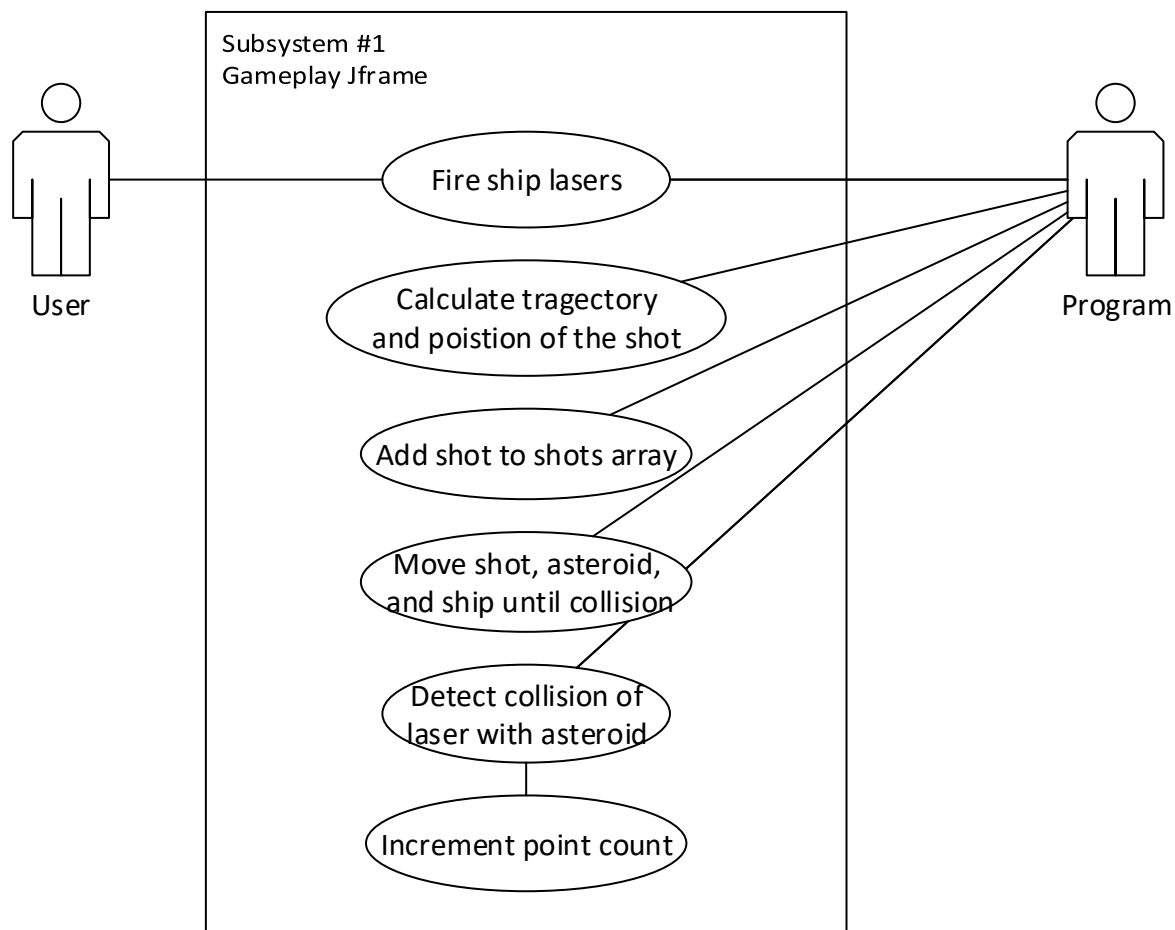 Subsystem #1
Gameplay Jframe
Fire ship lasers
User
Program
Calculate tragectory
and poistion of the shot
Add shot to shots array
Move shot, asteroid,
and ship until collision
Detect collision of
laser with asteroid
Increment point count